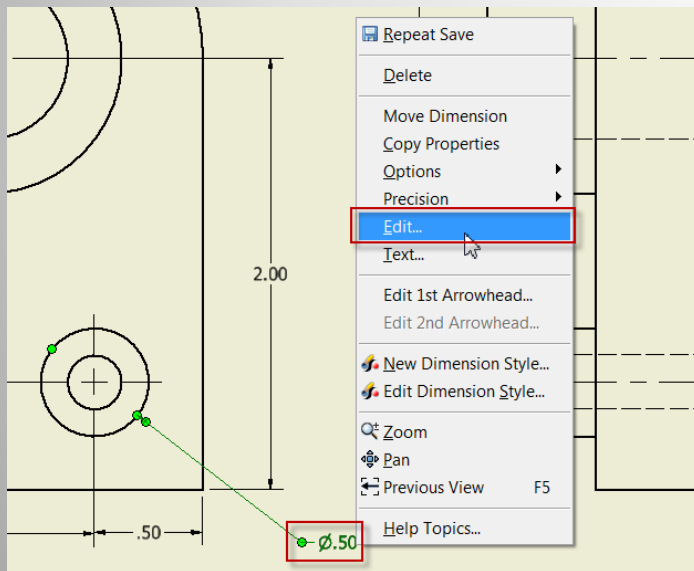 Repeat Save
Delete
Move Dimension
Copy Properties
Options
Precision
Edit...
Text...
Edit 1st Arrowhead...
Edit 2nd Arrowhead...
New Dimension Style...
Edit Dimension Style...
Zoom
Pan
Previous View F5
Help Topics...
2.00
.50
Ø.50